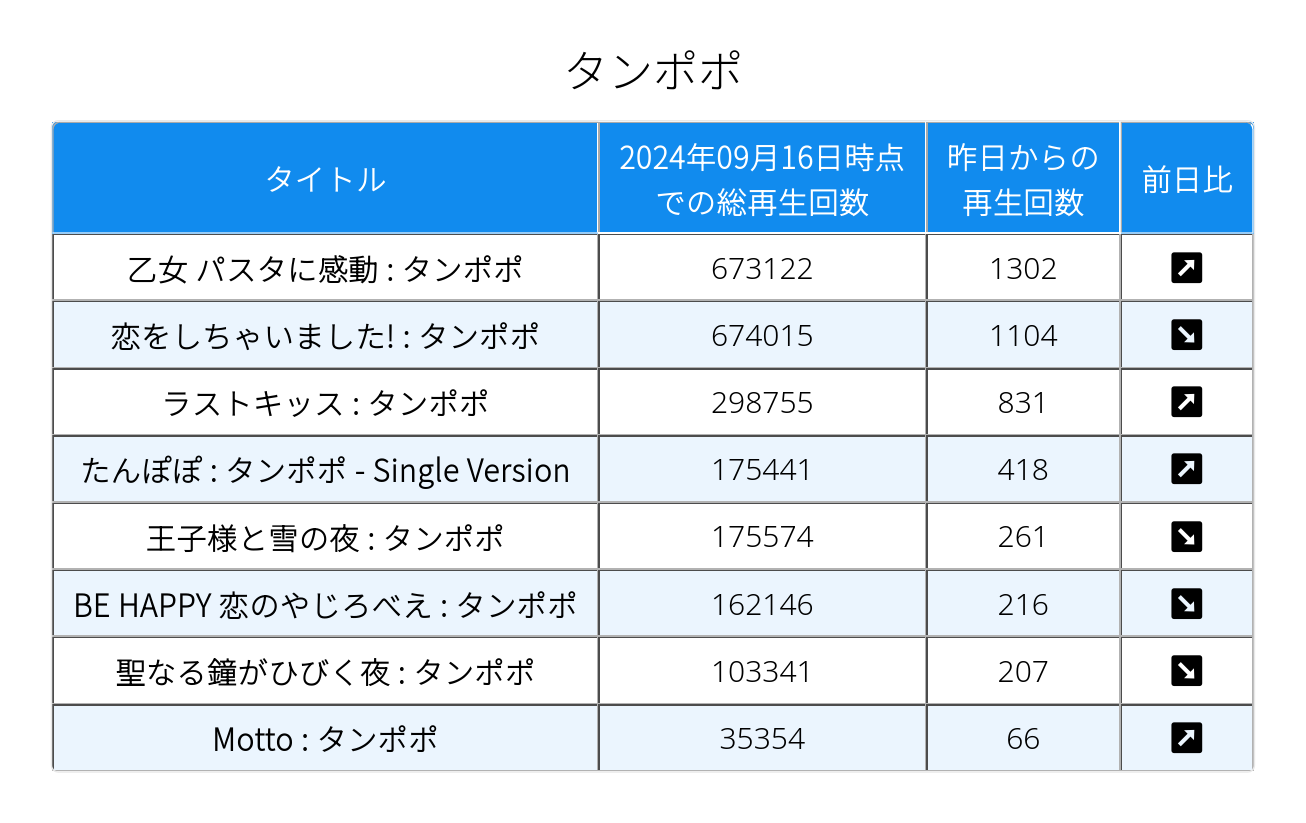 タンポポ
タイトル
2024年09月16日時点
での総再生回数
昨日からの
再生回数
前日比
乙女 パスタに感動 : タンポポ 673122 1302
恋をしちゃいました! : タンポポ 674015 1104
ラストキッス : タンポポ 298755 831
たんぽぽ : タンポポ - Single Version 175441 418
王子様と雪の夜 : タンポポ 175574 261
BE HAPPY 恋のやじろべえ : タンポポ 162146 216
聖なる鐘がひびく夜 : タンポポ 103341 207
Motto : タンポポ 35354 66